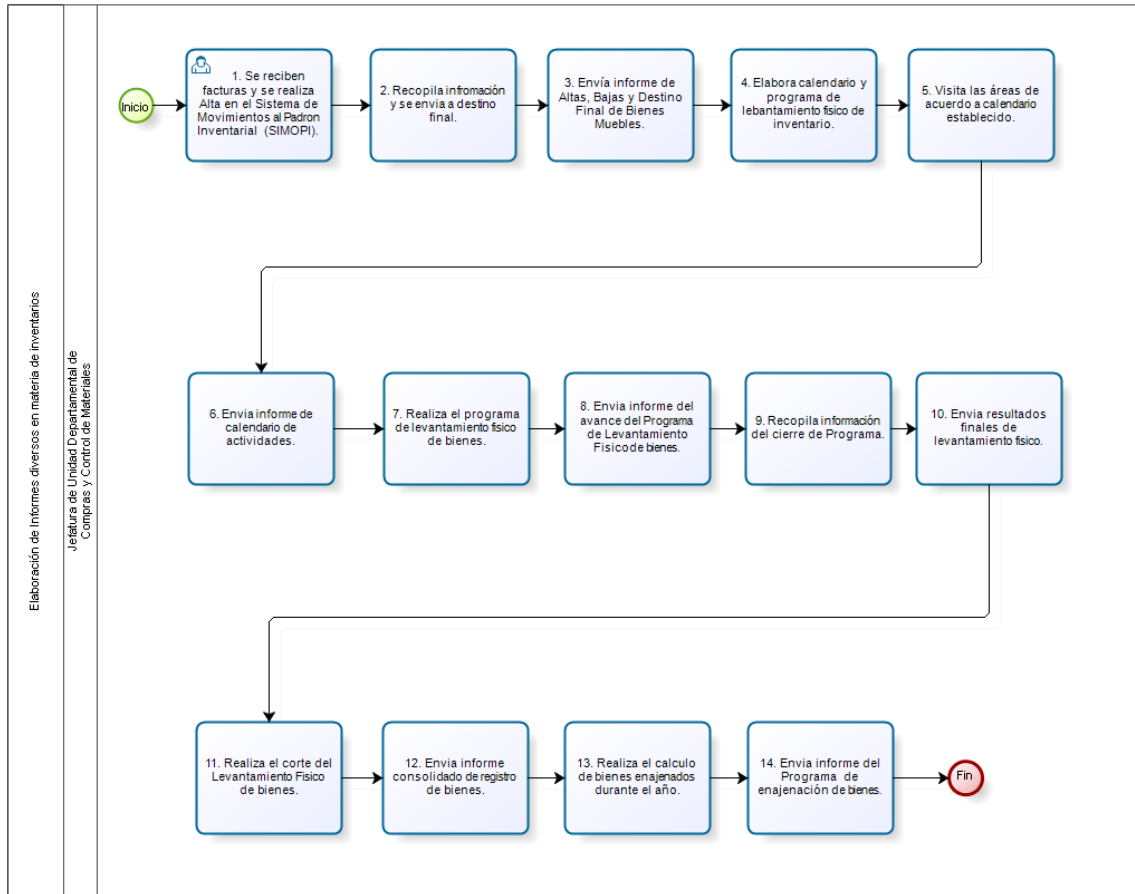 Elaboración de Informes diversos en materia de inventarios
Jefatura de Unidad Departamental de
Compras y Control de Materiales
Inicio
1. Se reciben
facturas y se realiza
Alta en el Sistema de
Movimientos al Padron
Inventarial (SIMOPI).
2. Recopila infromación
y se envia a destino
final.
3. Envía informe de
Altas, Bajas y Destino
Final de Bienes
Muebles.
4. Elabora calendario y
programa de
lebantamiento fisico de
inventario.
5. Visita las áreas de
acuerdo a calendario
establecido.
6. Envia informe de
calendario de
actividades.
7. Realiza el programa
de levantamiento fisico
de bienes.
8. Envia informe del
avance del Programa
de Levantamiento
Fisico de bienes.
9. Recopila información
del cierre de Programa.
10. Envia resultados
finales de
levantamiento fisico.
11. Realiza el corte del
Levantamiento Fisico
de bienes.
12. Envia informe
consolidado de registro
de bienes.
13. Realiza el calculo
de bienes enajenados
durante el año.
14. Envia informe del
Programa de
enajenación de bienes.
Fin